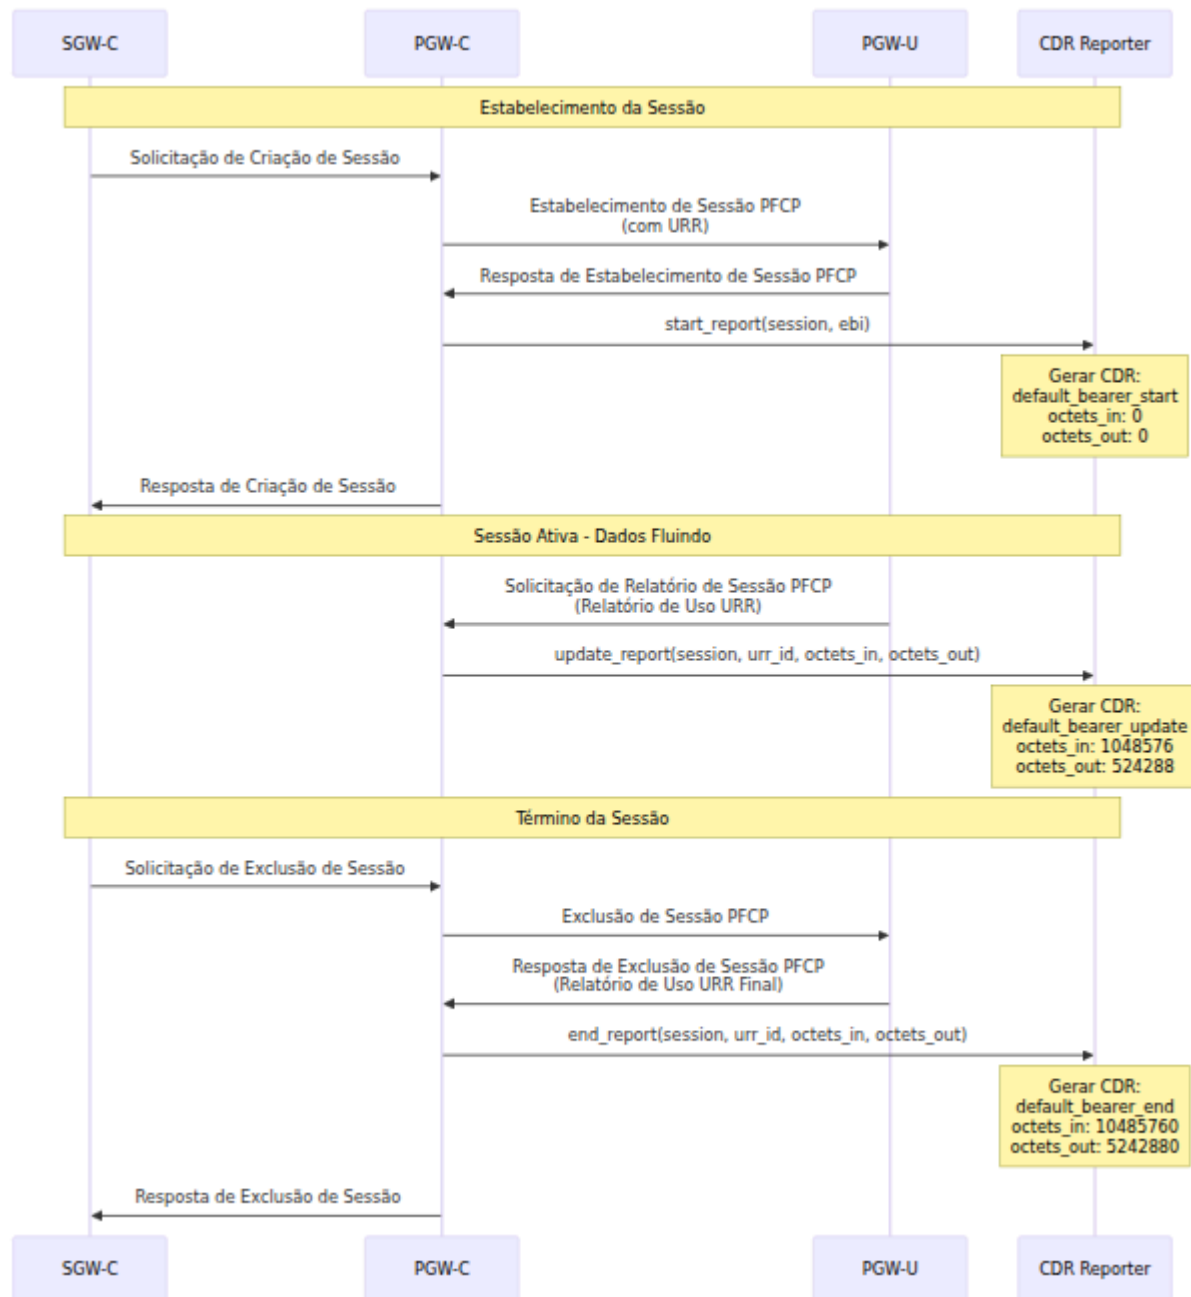 SGW-C
PGW-C
PGW-U
CDR Reporter
Estabelecimento da Sessão
Solicitação de Criação de Sessão
Estabelecimento de Sessão PFCP
(com URR)
Resposta de Estabelecimento de Sessão PFCP
start_report(session, ebi)
Gerar CDR:
default_bearer_start
octets_in: 0
octets_out: 0
Resposta de Criação de Sessão
Sessão Ativa - Dados Fluindo
Solicitação de Relatório de Sessão PFCP
(Relatório de Uso URR)
update_report(session, urr_id, octets_in, octets_out)
Gerar CDR:
default_bearer_update
octets_in: 1048576
octets_out: 524288
Término da Sessão
Solicitação de Exclusão de Sessão
Exclusão de Sessão PFCP
Resposta de Exclusão de Sessão PFCP
(Relatório de Uso URR Final)
end_report(session, urr_id, octets_in, octets_out)
Gerar CDR:
default_bearer_end
octets_in: 10485760
octets_out: 5242880
Resposta de Exclusão de Sessão
SGW-C
PGW-C
PGW-U
CDR Reporter